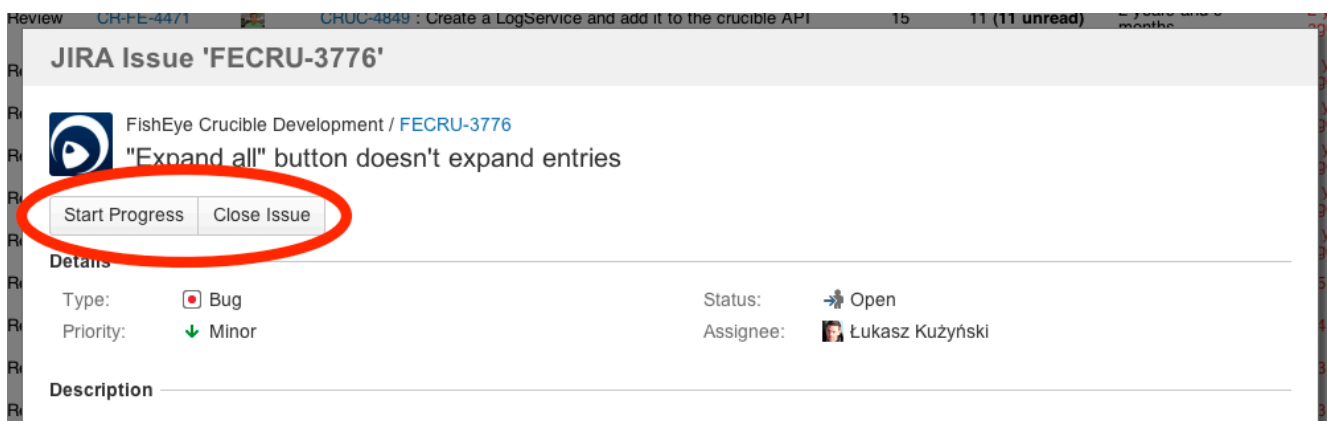 Review CR-FE-4471 CRUC-4849 : Create a LogService and add it to the crucible API 15 11 (11 unread)
months
JIRA Issue 'FECRU-3776'
FishEye Crucible Development / FECRU-3776
"Expand all" button doesn't expand entries
Start Progress Close Issue
Details
Type: Bug Status: Open
Priority: Minor Assignee: Łukasz Kużyński
Description